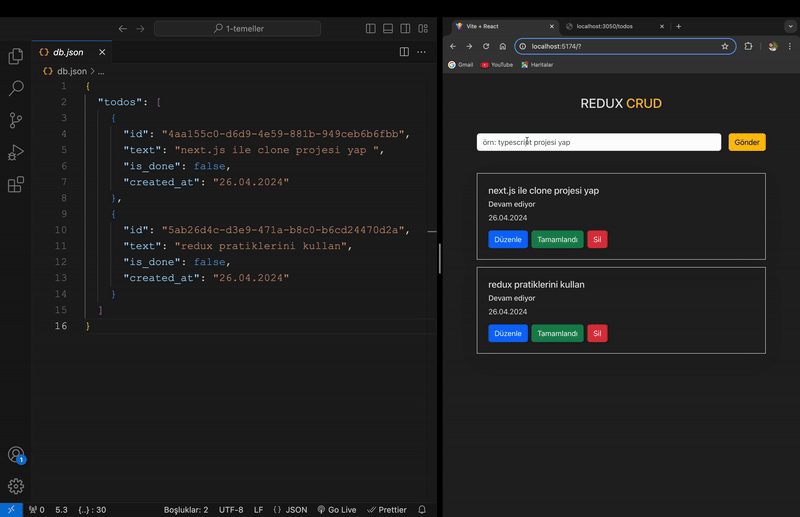 1-temeller
db.json
db.json > ...
1 {
2 "todos": [
3 {
4 "id": "4aa155c0-d6d9-4e59-881b-949ceb6b6fbb",
5 "text": "next.js ile clone projesi yap ",
6 "is_done": false,
7 "created_at": "26.04.2024"
8 },
9 {
10 "id": "5ab26d4c-d3e9-471a-b8c0-b6cd24470d2a",
11 "text": "redux pratiklerini kullan",
12 "is_done": false,
13 "created_at": "26.04.2024"
14 }
15 ]
16 }
1
0 5.3 {..} : 30 Boşluklar: 2 UTF-8 LF {} JSON Go Live Prettier
Vite + React
localhost:3050/todos
localhost:5174/?
Gmail YouTube Haritalar
REDUX CRUD
örn: typescript projesi yap
Gönder
next.js ile clone projesi yap
Devam ediyor
26.04.2024
Düzenle Tamamlandı Sil
redux pratiklerini kullan
Devam ediyor
26.04.2024
Düzenle Tamamlandı Sil